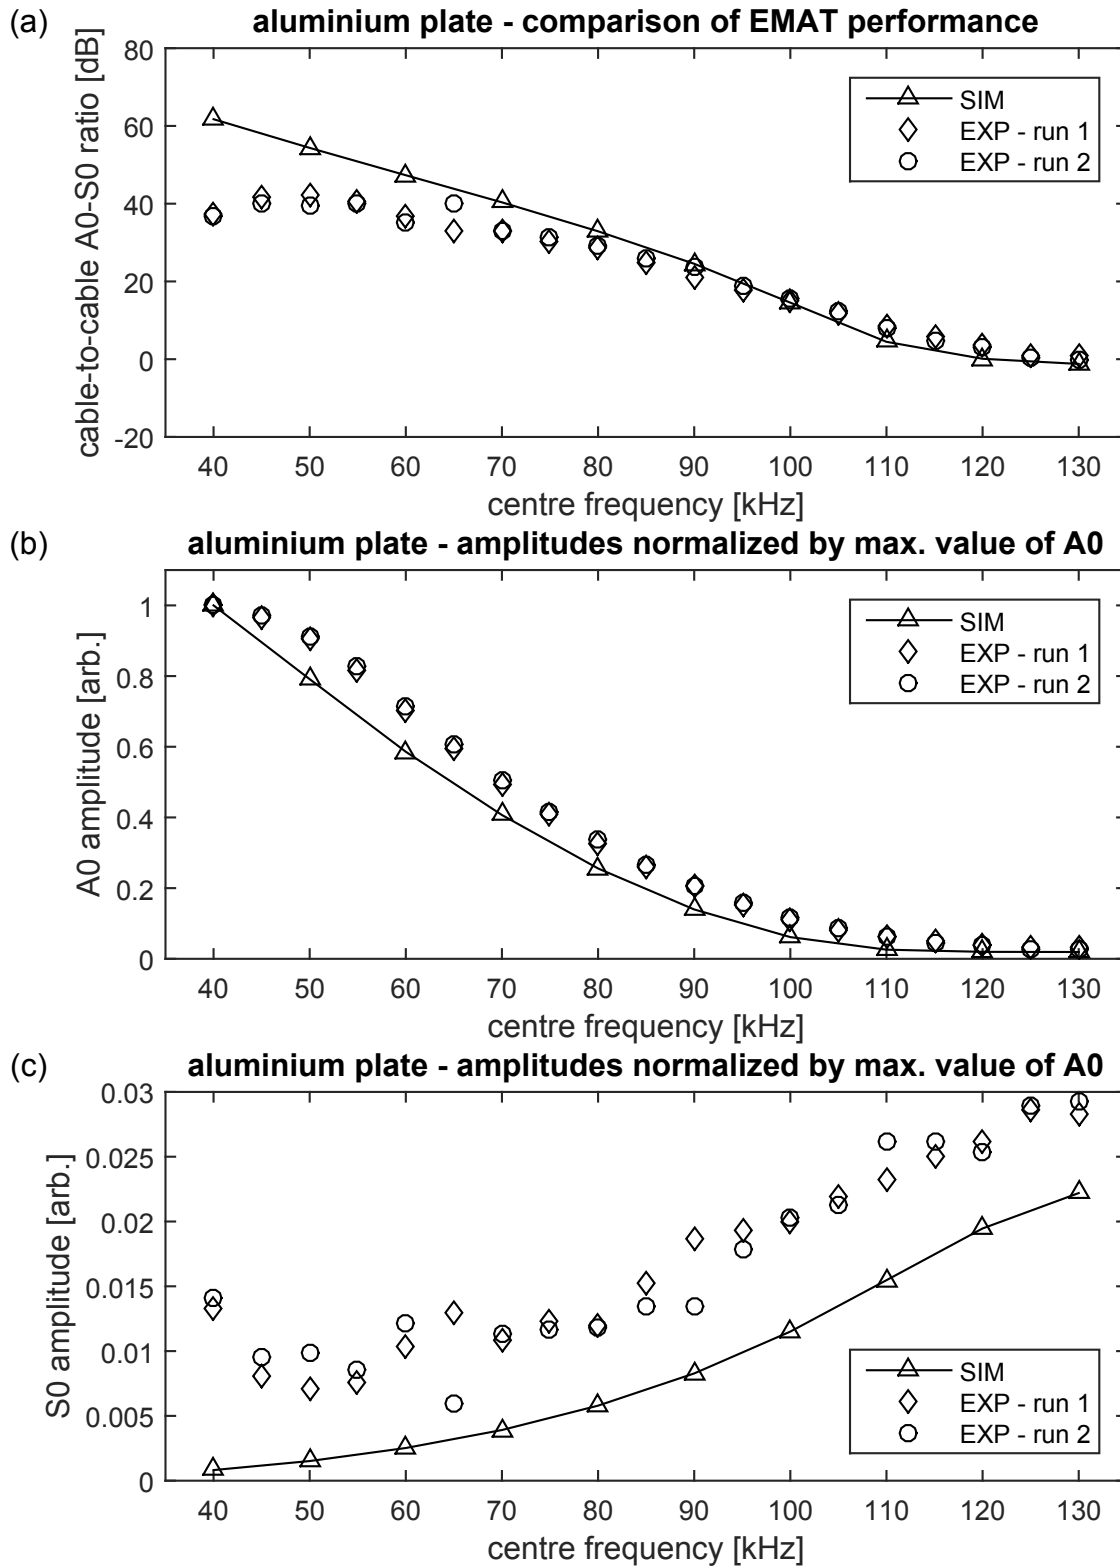 (a)
aluminium plate - comparison of EMAT performance
cable-to-cable A0-S0 ratio [dB]
80
60
40
20
0
-20
SIM
EXP - run 1
EXP - run 2
40 50 60 70 80 90 100 110 120 130
centre frequency [kHz]
(b)
aluminium plate - amplitudes normalized by max. value of A0
A0 amplitude [arb.]
1
0.8
0.6
0.4
0.2
0
SIM
EXP - run 1
EXP - run 2
40 50 60 70 80 90 100 110 120 130
centre frequency [kHz]
(c)
aluminium plate - amplitudes normalized by max. value of A0
S0 amplitude [arb.]
0.03
0.025
0.02
0.015
0.01
0.005
0
SIM
EXP - run 1
EXP - run 2
40 50 60 70 80 90 100 110 120 130
centre frequency [kHz]